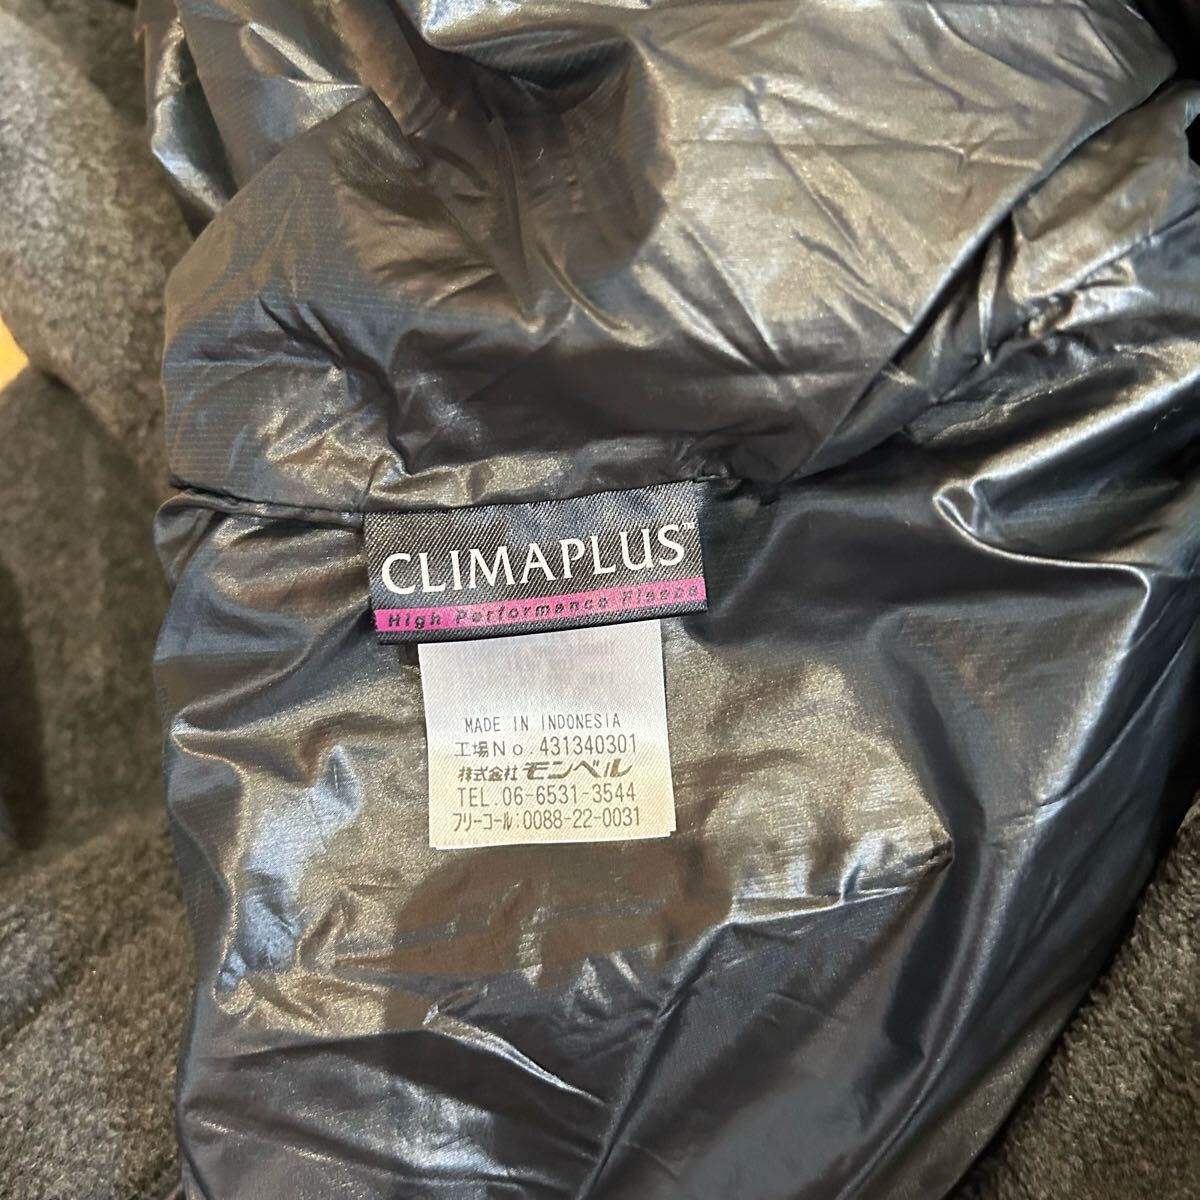 CLIMAPLUS™
High Performance Fleece
MADE IN INDONESIA
工場No. 431340301
株式会社 モンベル
TEL. 06-6531-3544
フリーコール:0088-22-0031